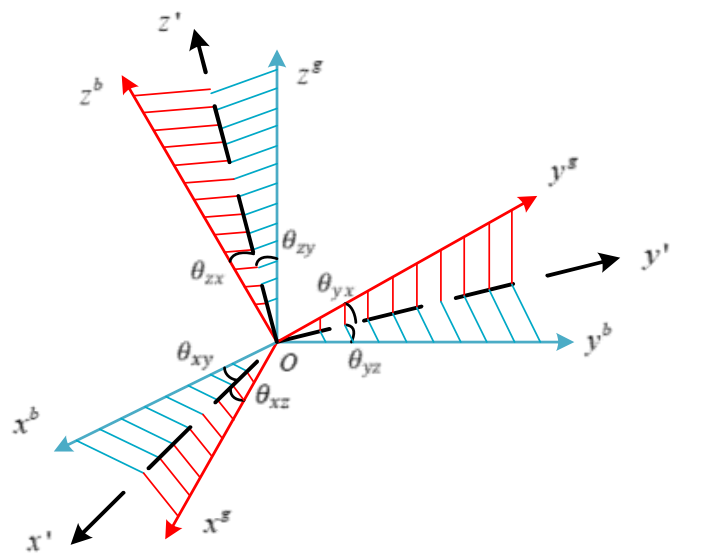 z'
z^g
z^b
y^g
θ_zy
y'
θ_zx
θ_yx
y^b
θ_xy
O
θ_yz
θ_xz
x^b
x^g
x'